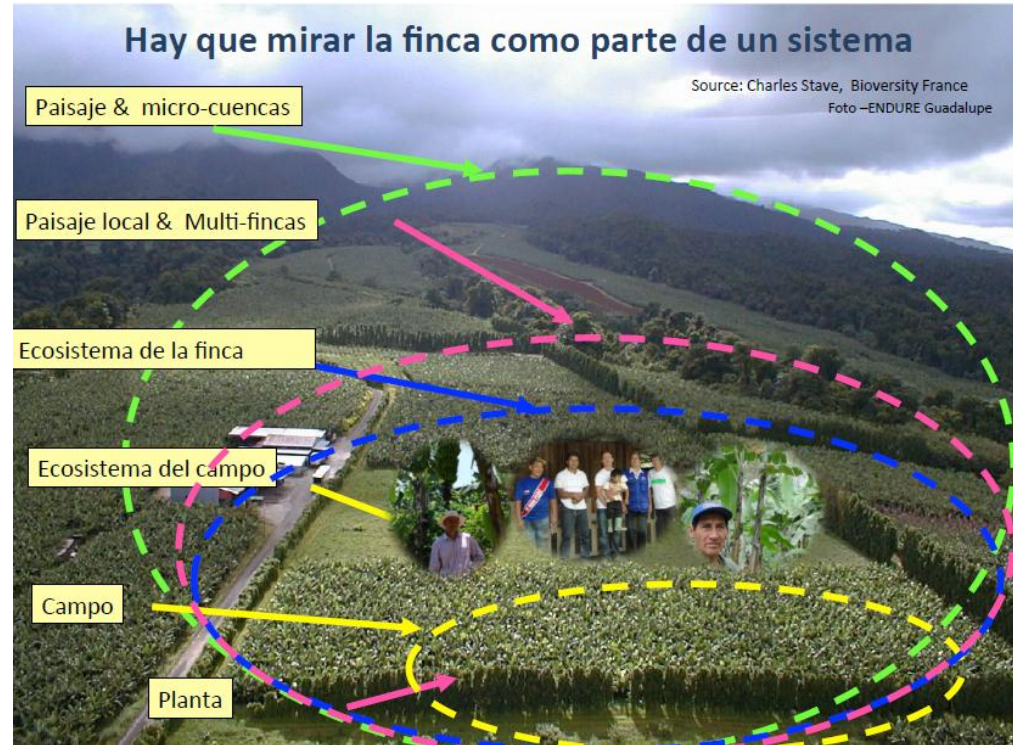 Hay que mirar la finca como parte de un sistema
Source: Charles Stave, Bioversity France
Foto –ENDURE Guadalupe
Paisaje & micro-cuencas
Paisaje local & Multi-fincas
Ecosistema de la finca
Ecosistema del campo
Campo
Planta